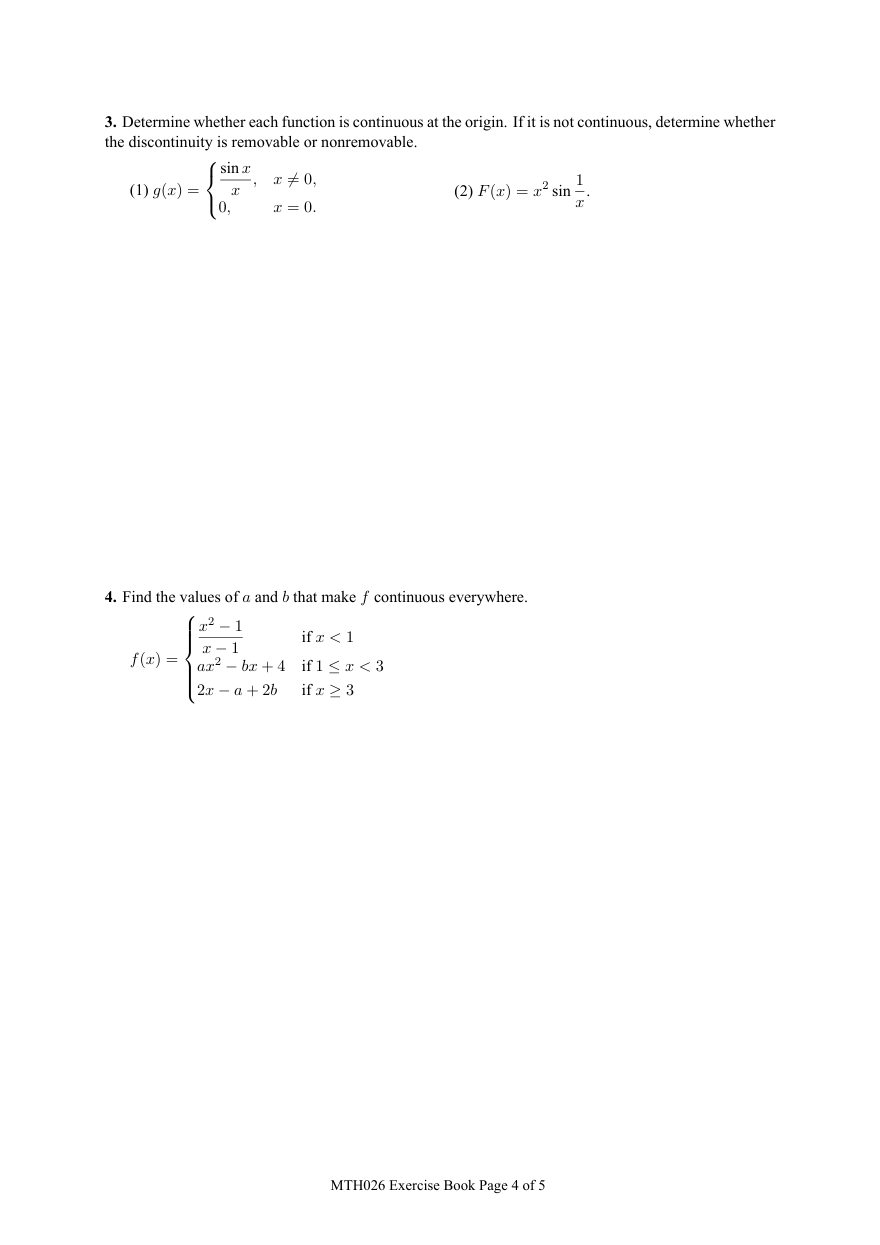 3. Determine whether each function is continuous at the origin. If it is not continuous, determine whether
the discontinuity is removable or nonremovable.
(1) g(x) = { sin x / x, x ≠ 0,
0, x = 0.
(2) F(x) = x² sin 1/x.
4. Find the values of a and b that make f continuous everywhere.
f(x) = { x² − 1 / x − 1 if x < 1
ax² − bx + 4 if 1 ≤ x < 3
2x − a + 2b if x ≥ 3
MTH026 Exercise Book Page 4 of 5